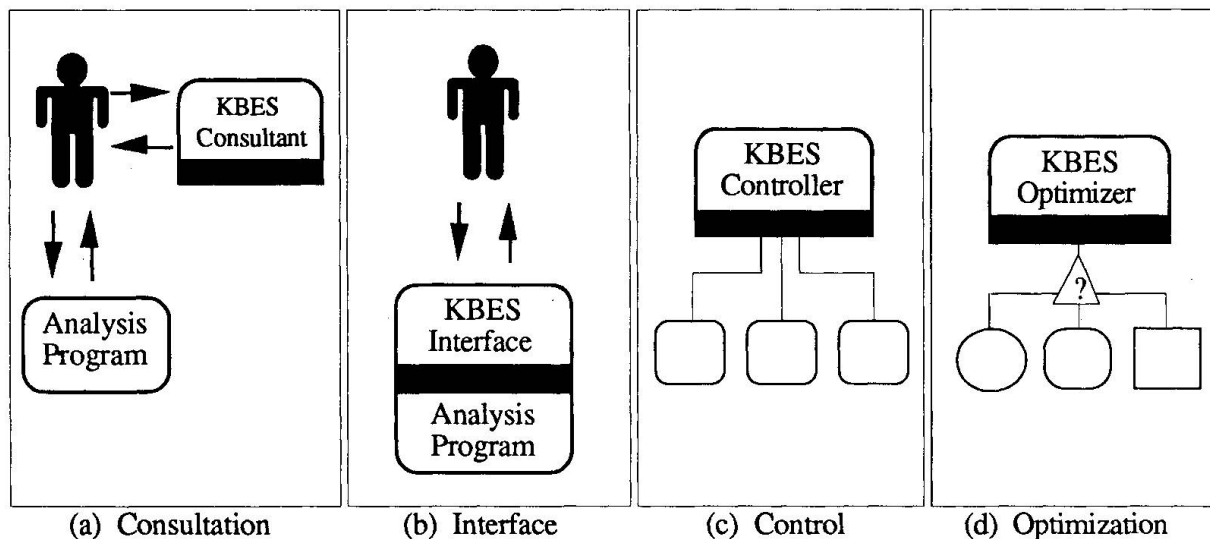 KBES
Consultant
Analysis
Program
(a) Consultation
KBES
Interface
Analysis
Program
(b) Interface
KBES
Controller
(c) Control
KBES
Optimizer
?
(d) Optimization